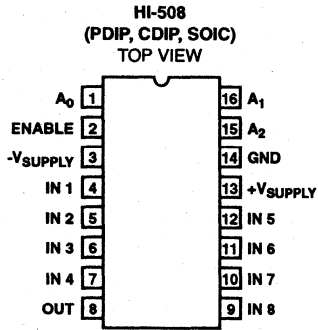 HI-508
(PDIP, CDIP, SOIC)
TOP VIEW
A0 1 16 A1
ENABLE 2 15 A2
-VSUPPLY 3 14 GND
IN 1 4 13 +VSUPPLY
IN 2 5 12 IN 5
IN 3 6 11 IN 6
IN 4 7 10 IN 7
OUT 8 9 IN 8